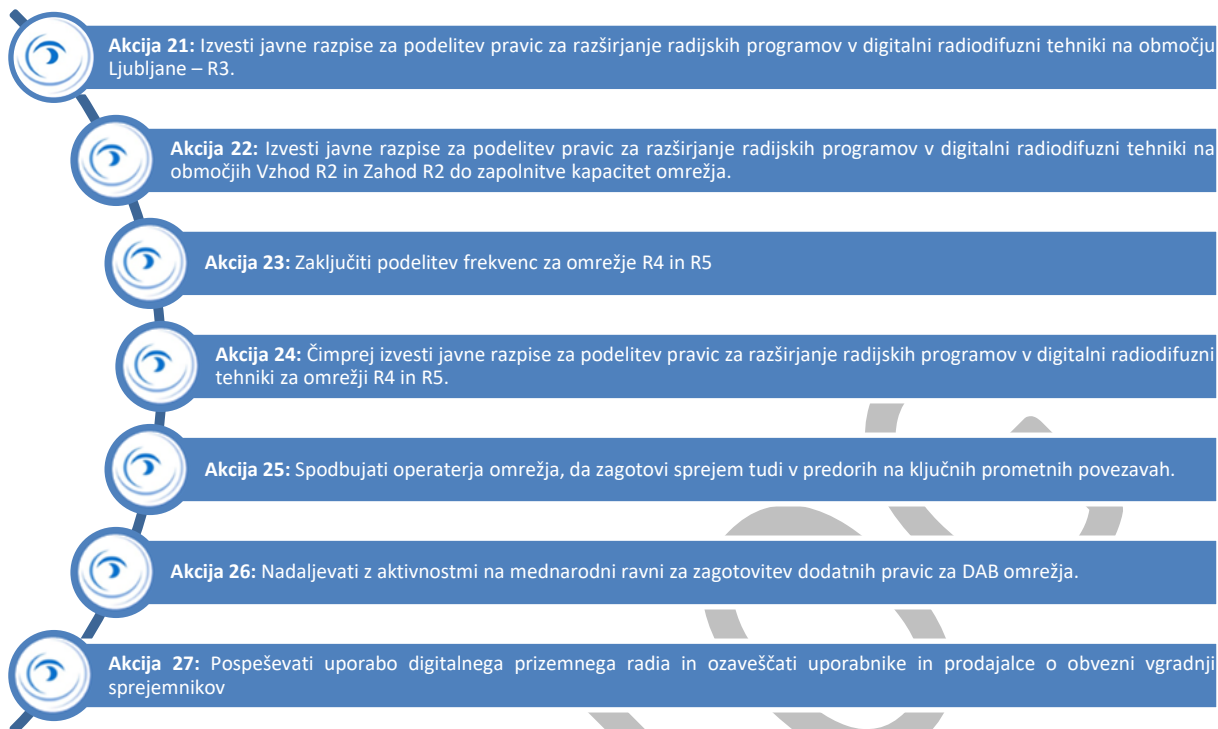 Akcija 21: Izvesti javne razpise za podelitev pravic za razširjanje radijskih programov v digitalni radiodifuzni tehniki na območju
Ljubljane – R3.
Akcija 22: Izvesti javne razpise za podelitev pravic za razširjanje radijskih programov v digitalni radiodifuzni tehniki na
območjih Vzhod R2 in Zahod R2 do zapolnitve kapacitet omrežja.
Akcija 23: Zaključiti podelitev frekvenc za omrežje R4 in R5
Akcija 24: Čimprej izvesti javne razpise za podelitev pravic za razširjanje radijskih programov v digitalni radiodifuzni
tehniki za omrežji R4 in R5.
Akcija 25: Spodbujati operaterja omrežja, da zagotovi sprejem tudi v predorih na ključnih prometnih povezavah.
Akcija 26: Nadaljevati z aktivnostmi na mednarodni ravni za zagotovitev dodatnih pravic za DAB omrežja.
Akcija 27: Pospeševati uporabo digitalnega prizemnega radia in ozaveščati uporabnike in prodajalce o obvezni vgradnji
sprejemnikov